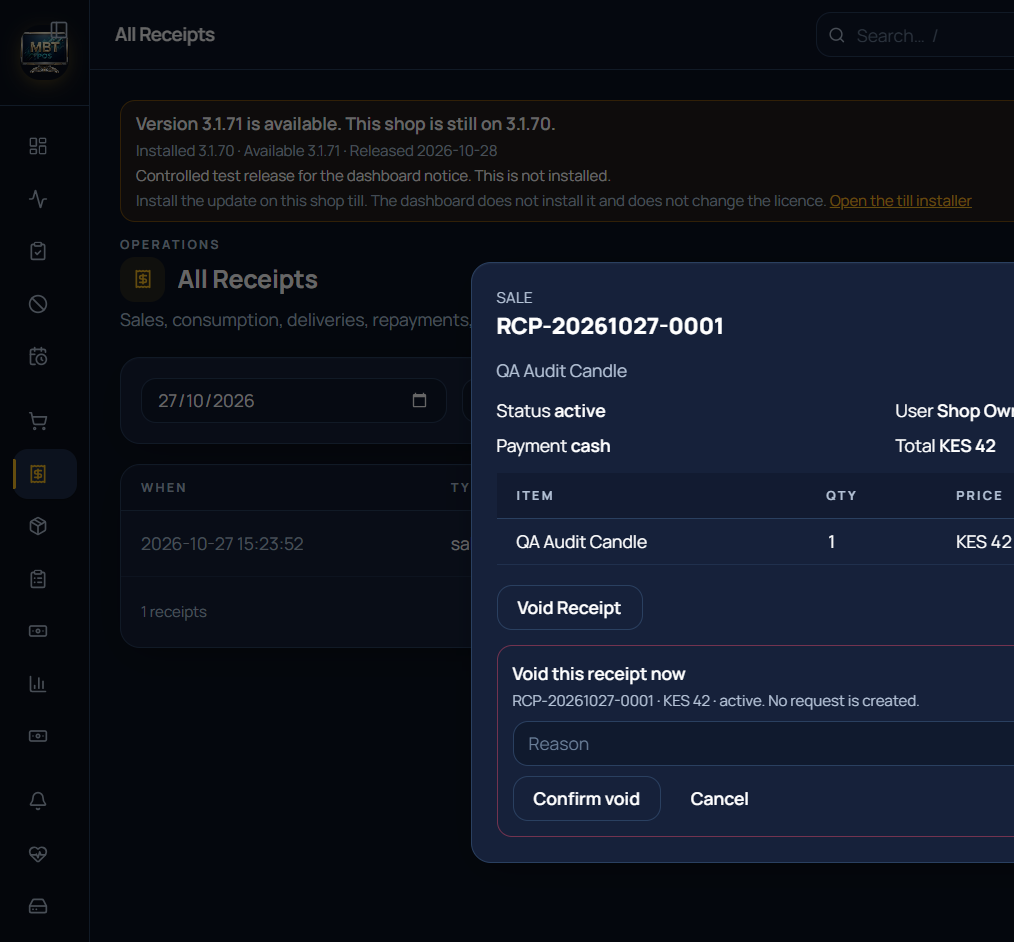 MBT
POS
All Receipts
Search... /
Version 3.1.71 is available. This shop is still on 3.1.70.
Installed 3.1.70 · Available 3.1.71 · Released 2026-10-28
Controlled test release for the dashboard notice. This is not installed.
Install the update on this shop till. The dashboard does not install it and does not change the licence. Open the till installer
OPERATIONS
All Receipts
Sales, consumption, deliveries, repayments,
27/10/2026
WHEN TY
2026-10-27 15:23:52 sa
1 receipts
SALE
RCP-20261027-0001
QA Audit Candle
Status active User Shop Own
Payment cash Total KES 42
ITEM QTY PRICE
QA Audit Candle 1 KES 42
Void Receipt
Void this receipt now
RCP-20261027-0001 · KES 42 · active. No request is created.
Reason
Confirm void Cancel